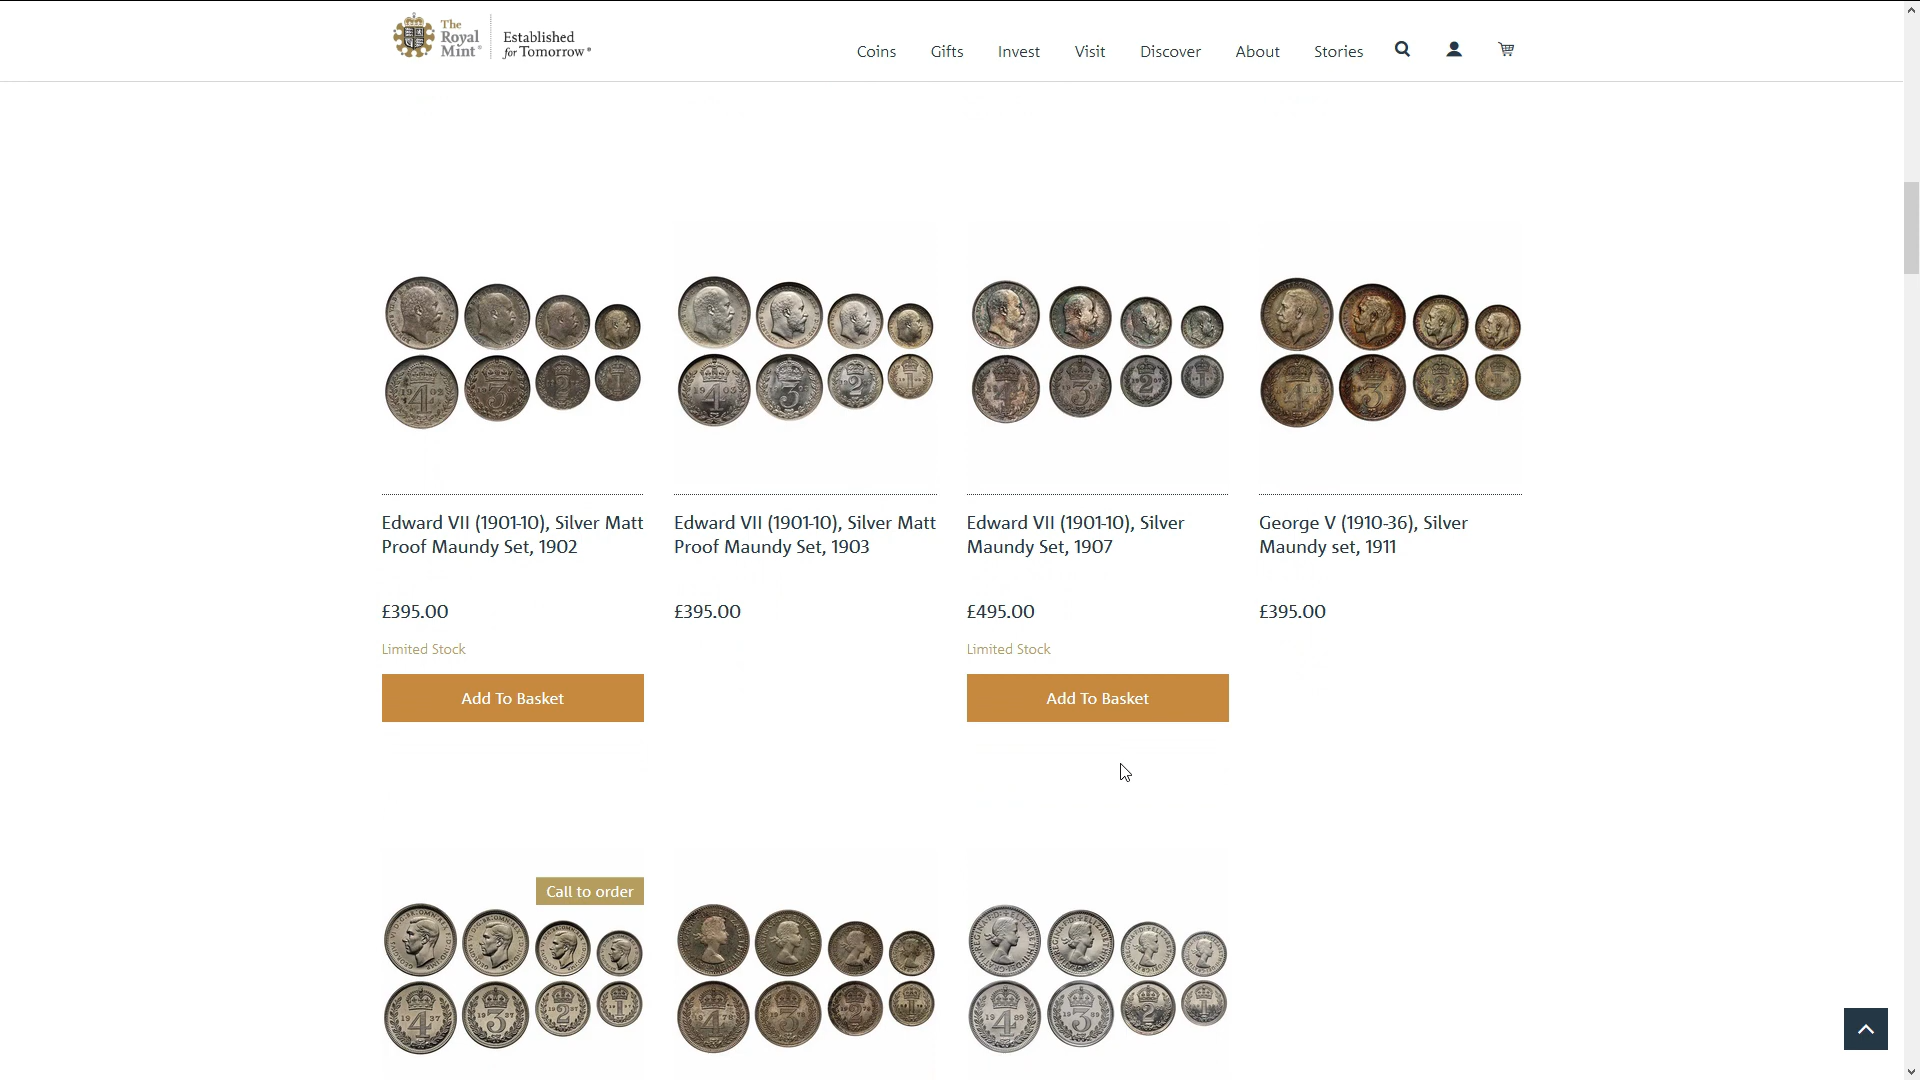 The
Royal
Mint®
Established
for Tomorrow®
Coins
Gifts
Invest
Visit
Discover
About
Stories
Edward VII (1901-10), Silver Matt
Proof Maundy Set, 1902
£395.00
Limited Stock
Add To Basket
Edward VII (1901-10), Silver Matt
Proof Maundy Set, 1903
£395.00
Edward VII (1901-10), Silver
Maundy Set, 1907
£495.00
Limited Stock
Add To Basket
George V (1910-36), Silver
Maundy set, 1911
£395.00
Call to order